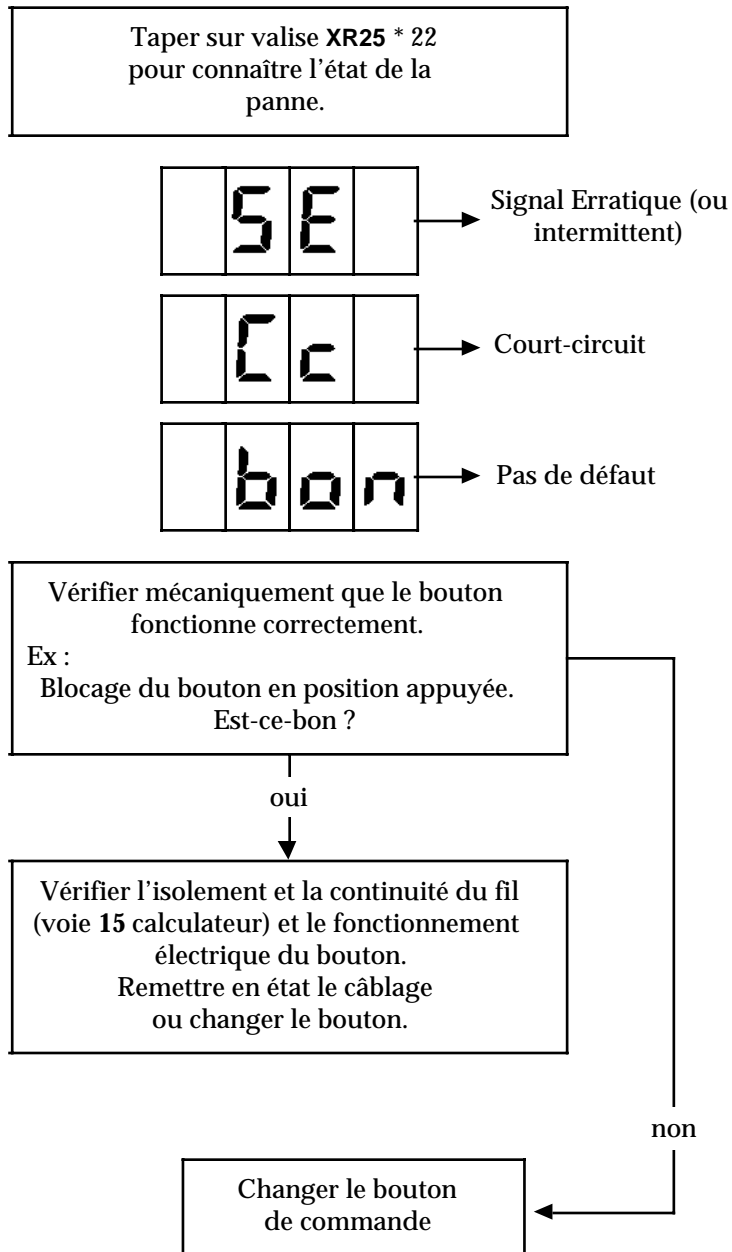 Taper sur valise XR25 * 22
pour connaître l'état de la
panne.
SE
Signal Erratique (ou
intermittent)
Cc
Court-circuit
bon
Pas de défaut
Vérifier mécaniquement que le bouton
fonctionne correctement.
Ex :
Blocage du bouton en position appuyée.
Est-ce-bon ?
oui
Vérifier l'isolement et la continuité du fil
(voie 15 calculateur) et le fonctionnement
électrique du bouton.
Remettre en état le câblage
ou changer le bouton.
non
Changer le bouton
de commande